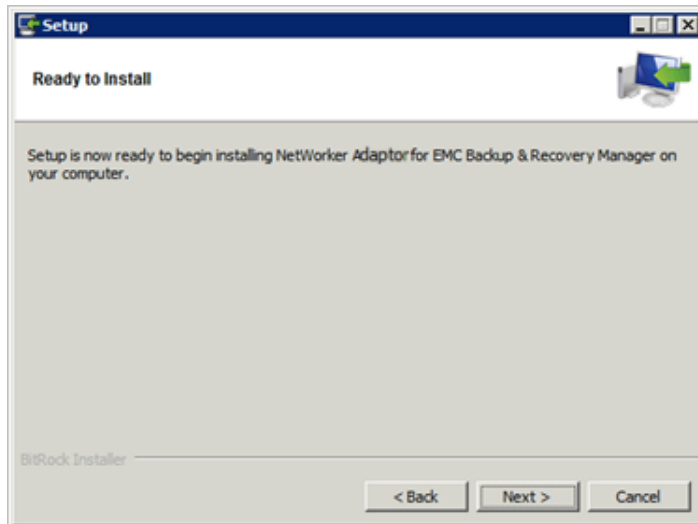 Setup
Ready to Install
Setup is now ready to begin installing NetWorker Adaptor for EMC Backup & Recovery Manager on
your computer.
BitRock Installer
< Back
Next >
Cancel